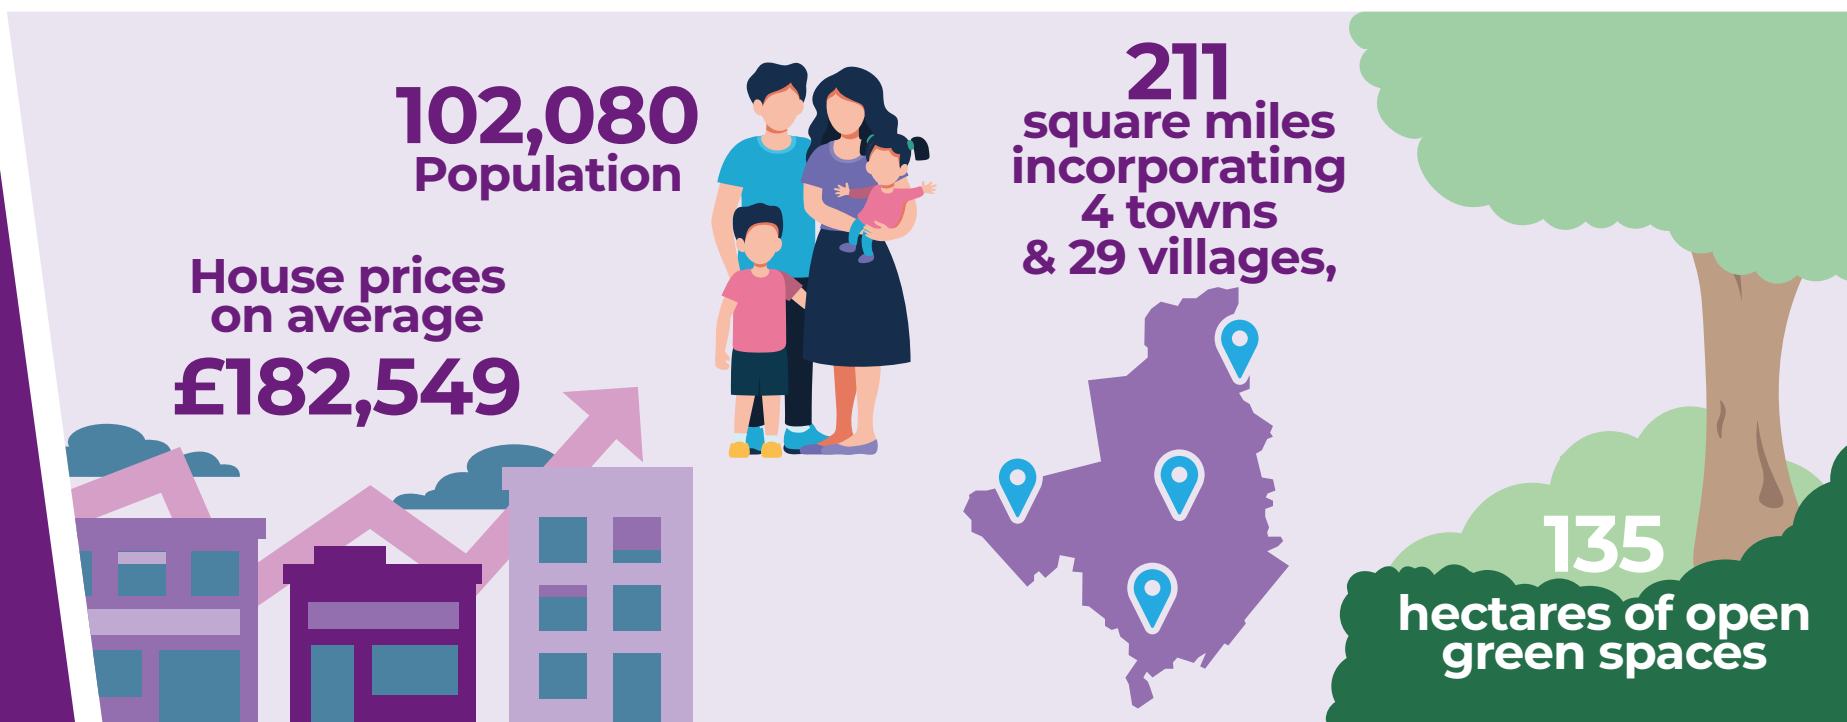 102,080
Population
House prices
on average
£182,549
211
square miles
incorporating
4 towns
& 29 villages,
135
hectares of open
green spaces